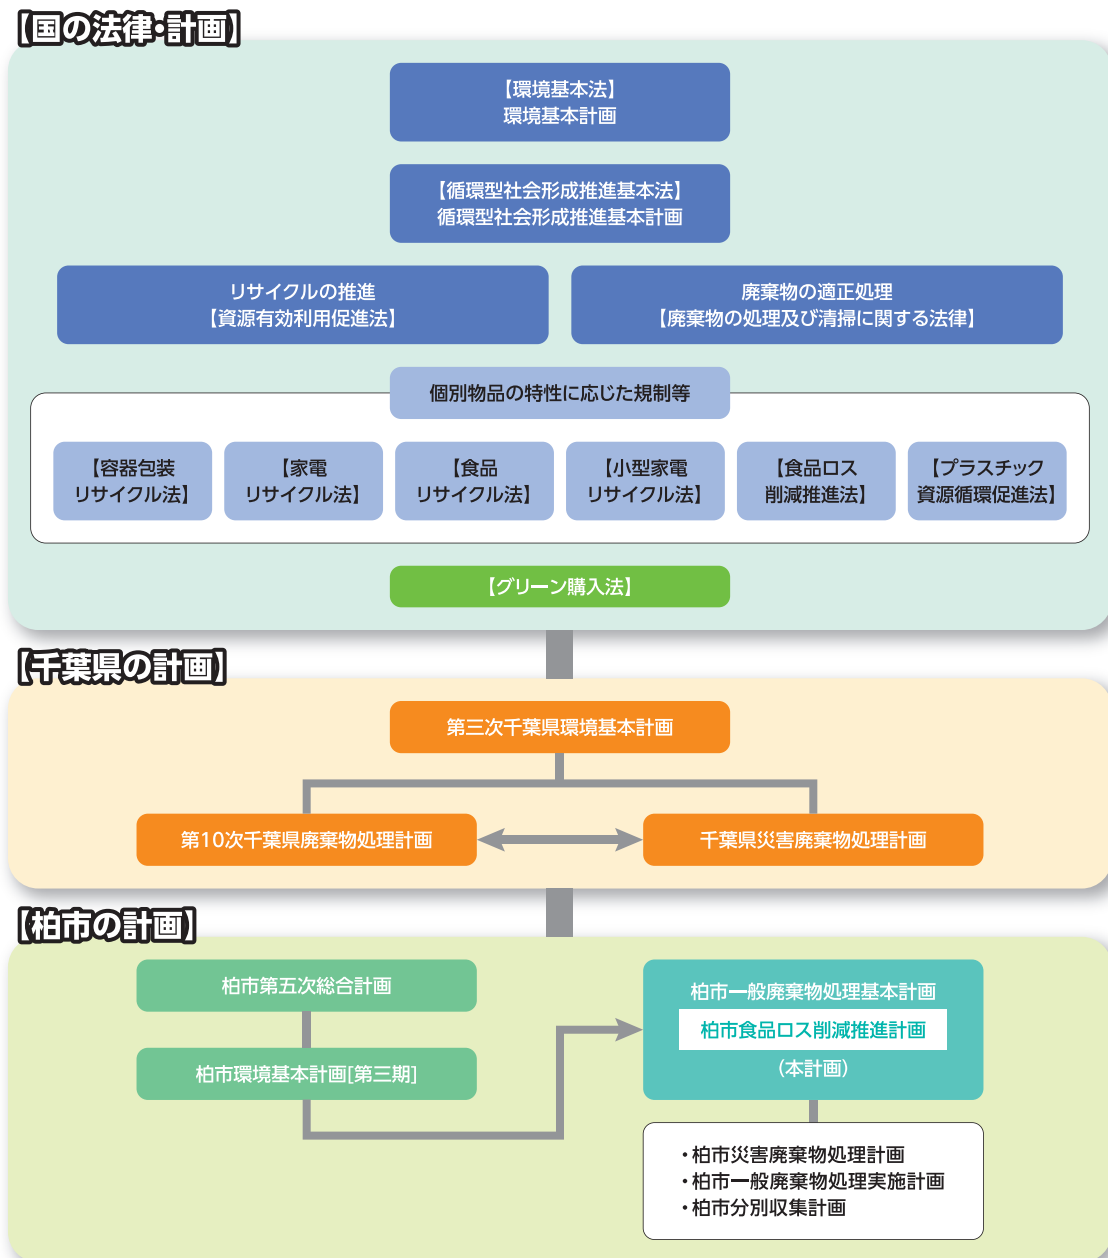 【国の法律・計画】
【環境基本法】
環境基本計画
【循環型社会形成推進基本法】
循環型社会形成推進基本計画
リサイクルの推進
【資源有効利用促進法】
廃棄物の適正処理
【廃棄物の処理及び清掃に関する法律】
個別物品の特性に応じた規制等
【容器包装
リサイクル法】
【家電
リサイクル法】
【食品
リサイクル法】
【小型家電
リサイクル法】
【食品ロス
削減推進法】
【プラスチック
資源循環促進法】
【グリーン購入法】
【千葉県の計画】
第三次千葉県環境基本計画
第10次千葉県廃棄物処理計画
千葉県災害廃棄物処理計画
【柏市の計画】
柏市第五次総合計画
柏市環境基本計画[第三期]
柏市一般廃棄物処理基本計画
柏市食品ロス削減推進計画
（本計画）
・柏市災害廃棄物処理計画
・柏市一般廃棄物処理実施計画
・柏市分別収集計画